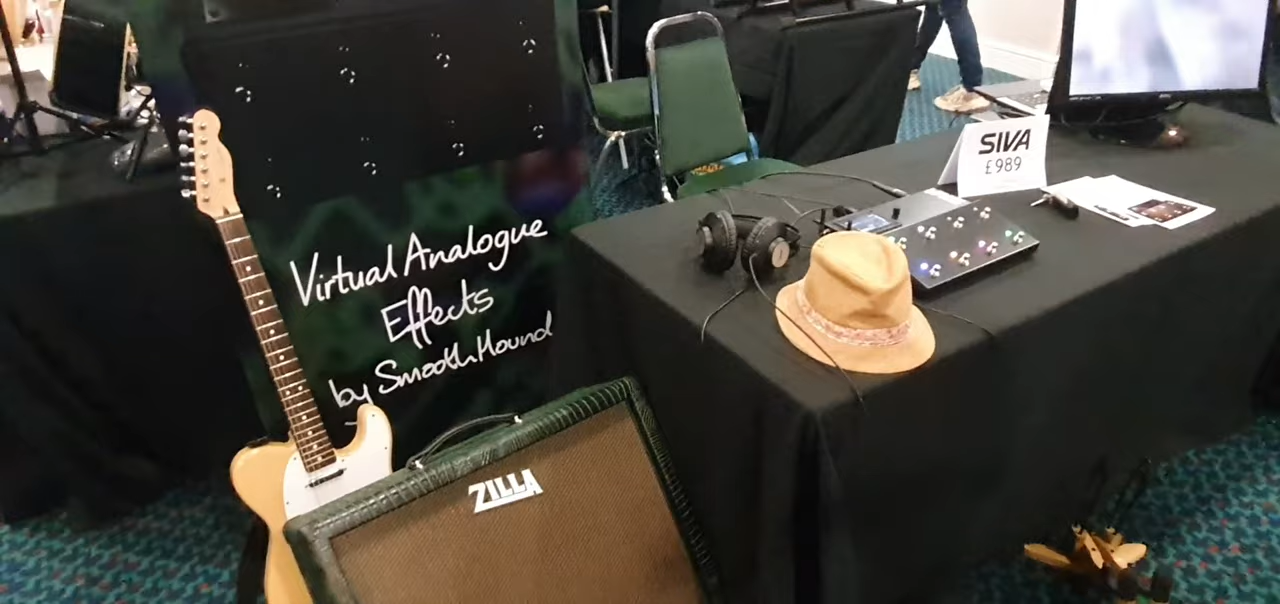 Virtual Analogue
Effects
by SmoothHound
ZILLA
SIVA
£989